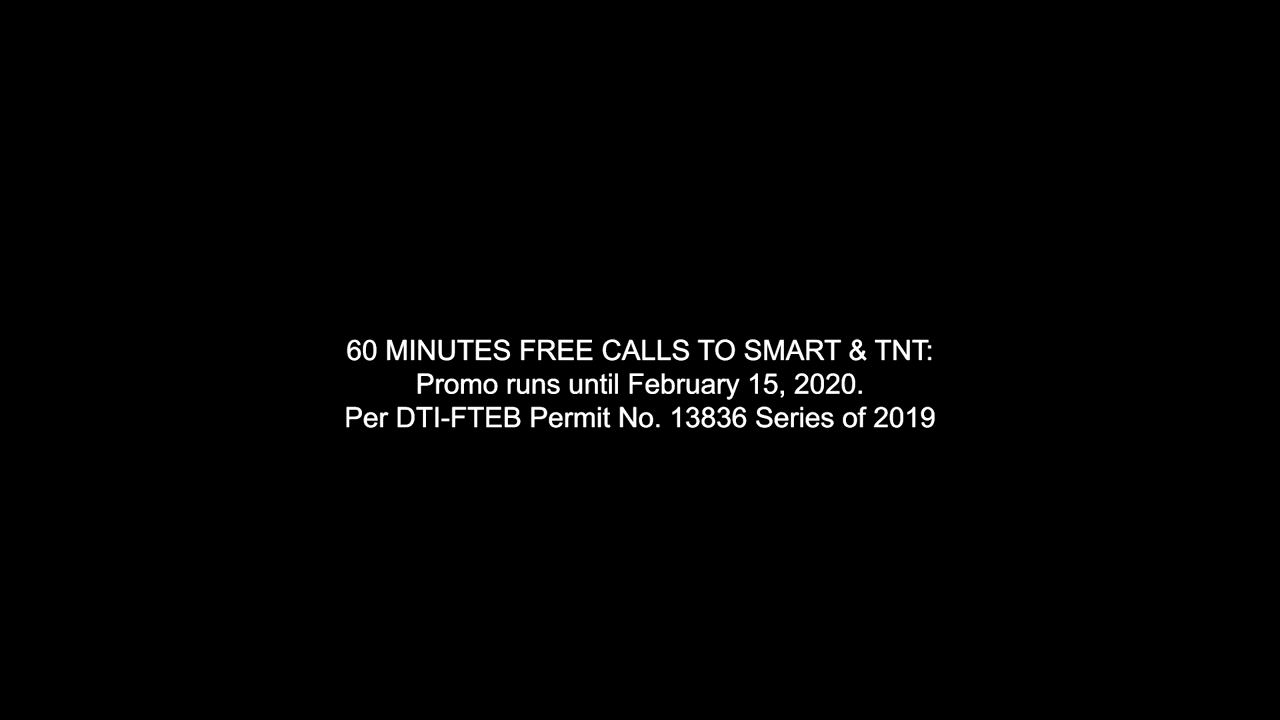 60 MINUTES FREE CALLS TO SMART & TNT:
Promo runs until February 15, 2020.
Per DTI-FTEB Permit No. 13836 Series of 2019